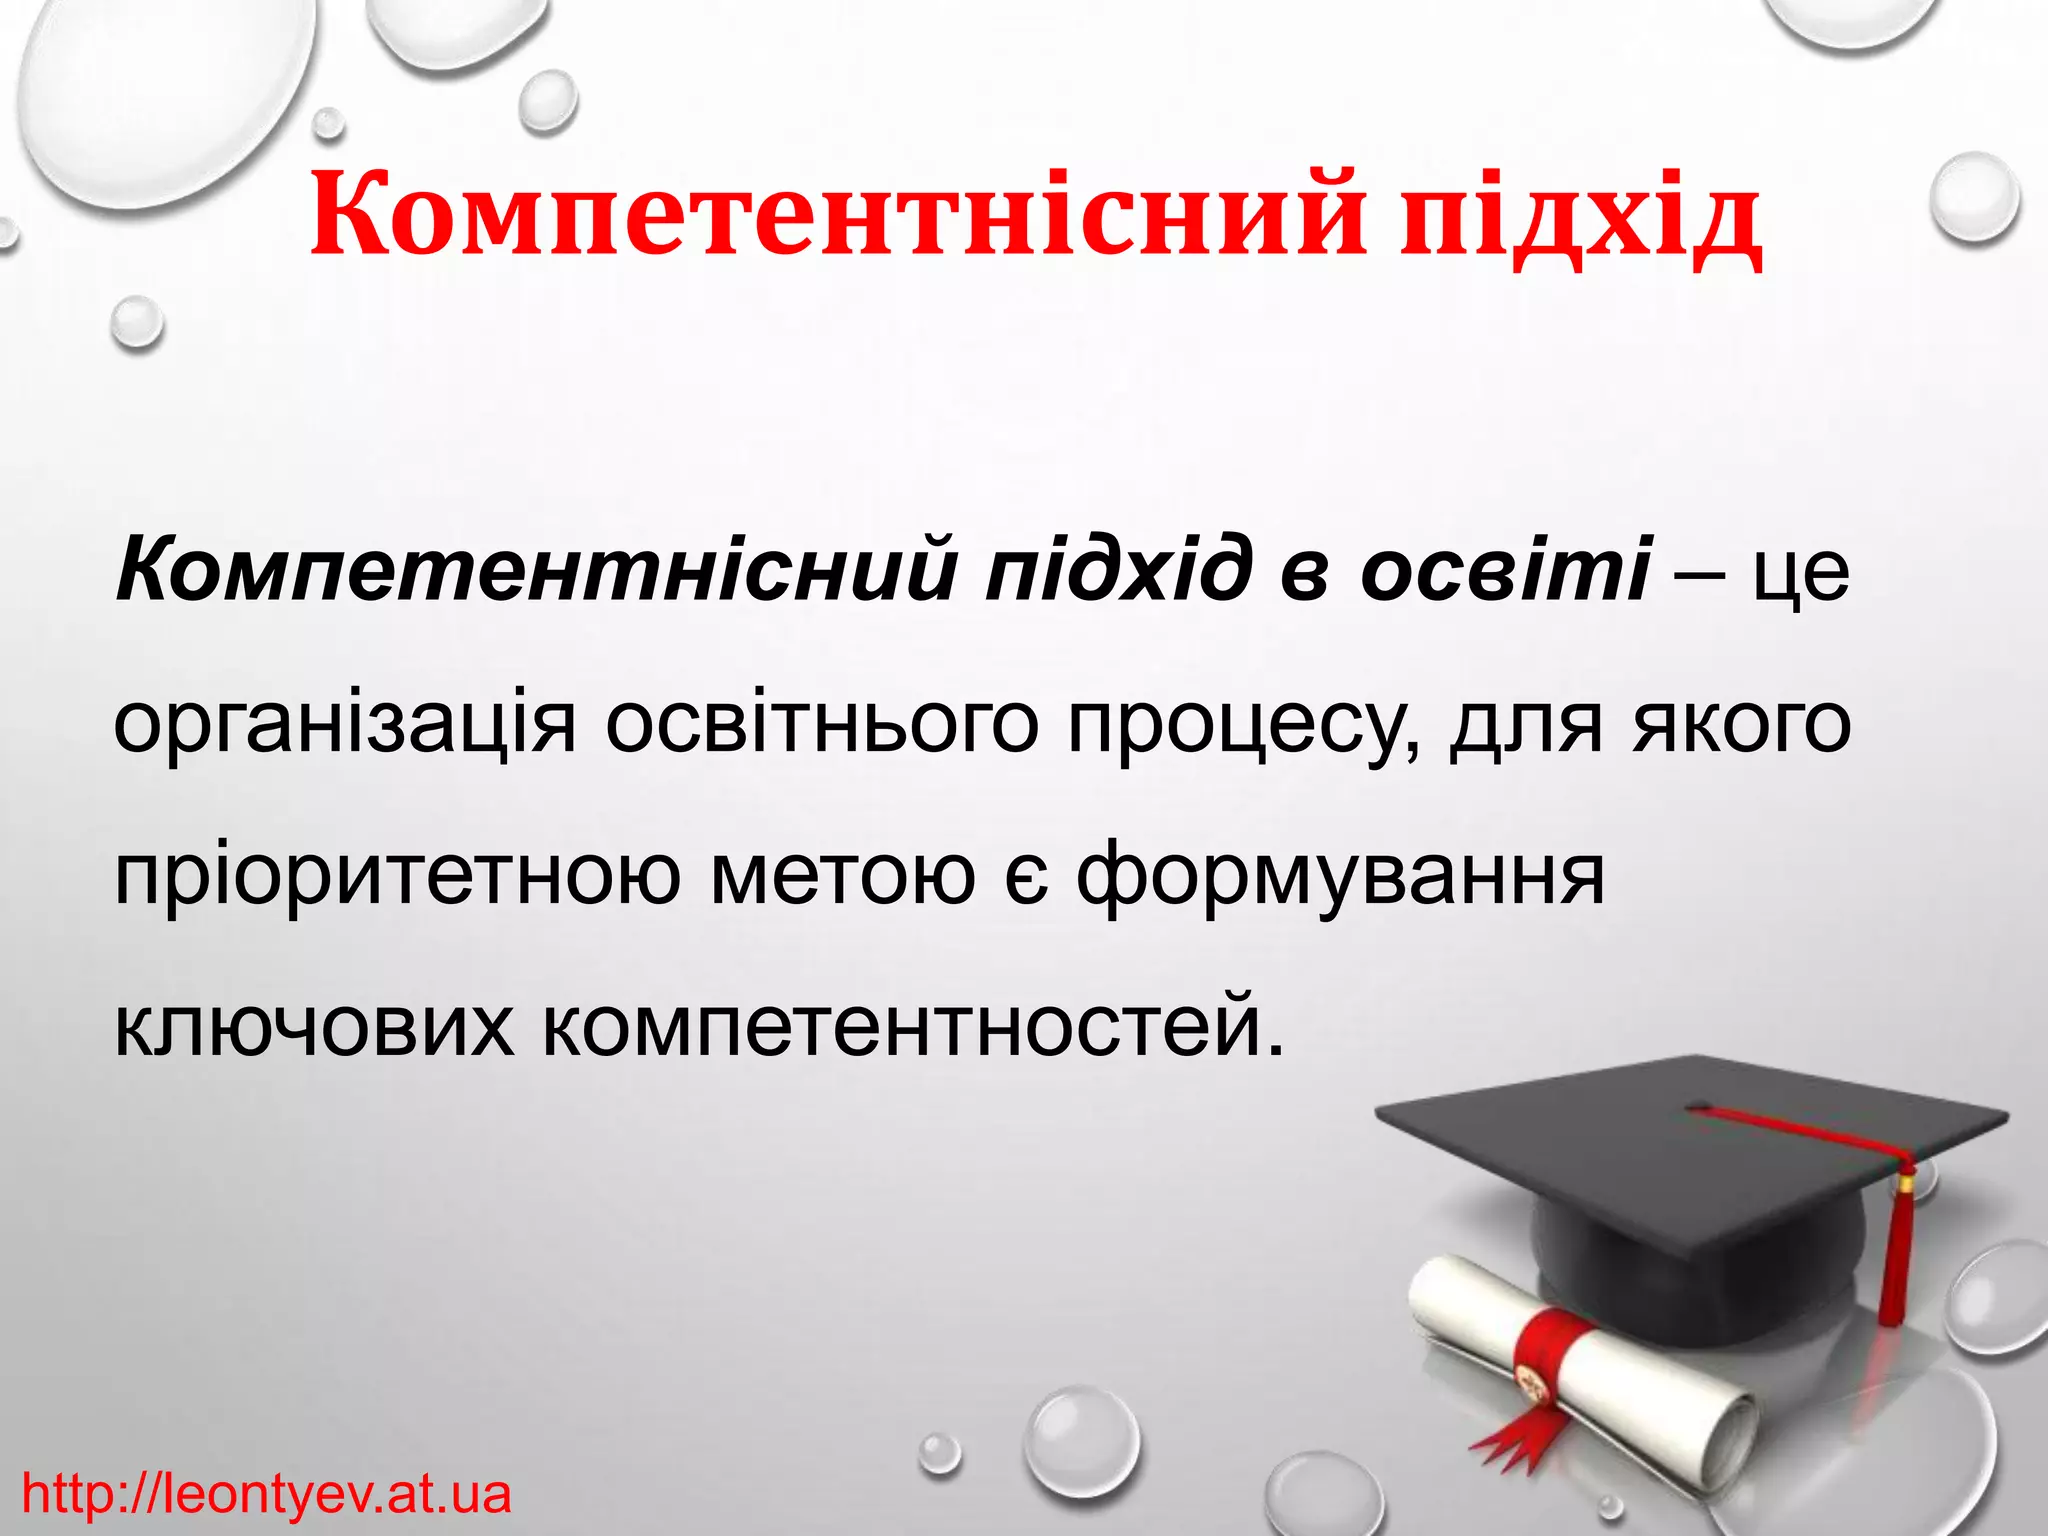 Компетентнісний підхід
Компетентнісний підхід в освіті – це
організація освітнього процесу, для якого
пріоритетною метою є формування
ключових компетентностей.
http://leontyev.at.ua